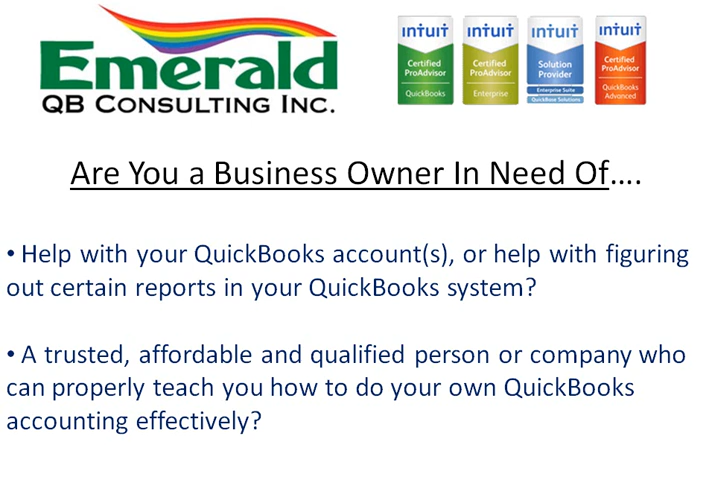 Emerald
QB CONSULTING INC.
intuit intuit intuit intuit
Certified ProAdvisor
QuickBooks
Certified ProAdvisor
Enterprise
Solution Provider
Enterprise Suite
QuickBase Solutions
Certified ProAdvisor
QuickBooks Advanced
Are You a Business Owner In Need Of….
• Help with your QuickBooks account(s), or help with figuring
out certain reports in your QuickBooks system?
• A trusted, affordable and qualified person or company who
can properly teach you how to do your own QuickBooks
accounting effectively?